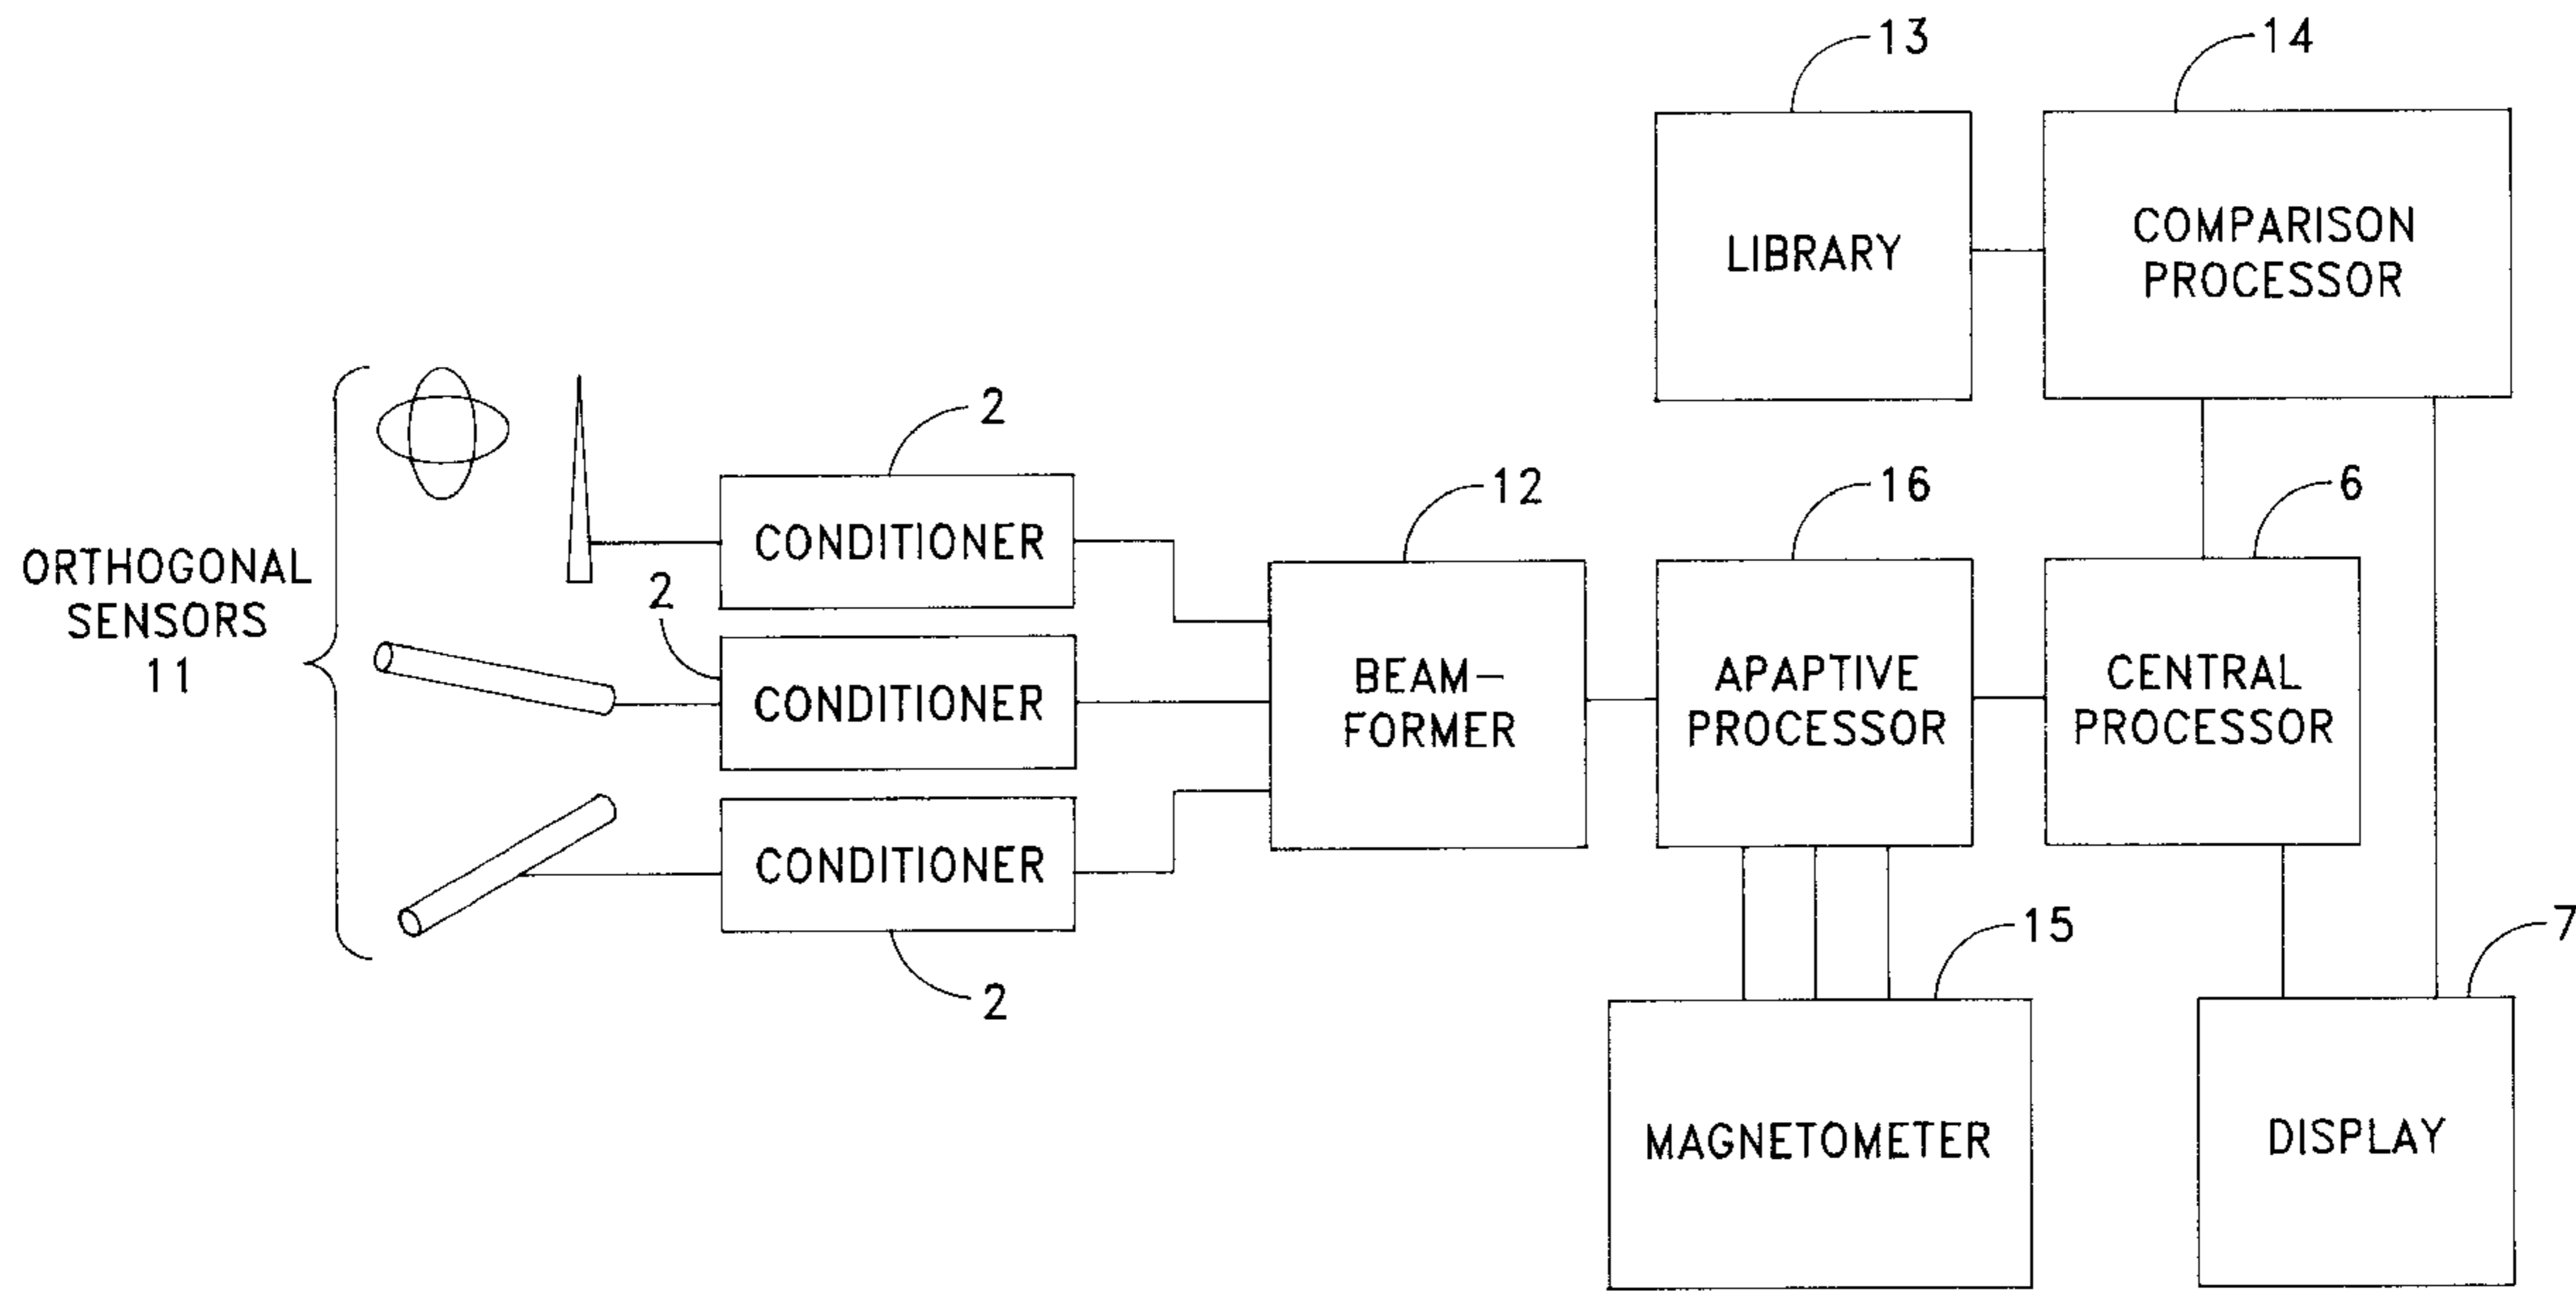 13
14
LIBRARY
COMPARISON
PROCESSOR
ORTHOGONAL
SENSORS
11
2
CONDITIONER
2
CONDITIONER
CONDITIONER
2
12
BEAM-
FORMER
16
APAPTIVE
PROCESSOR
6
CENTRAL
PROCESSOR
15
MAGNETOMETER
7
DISPLAY